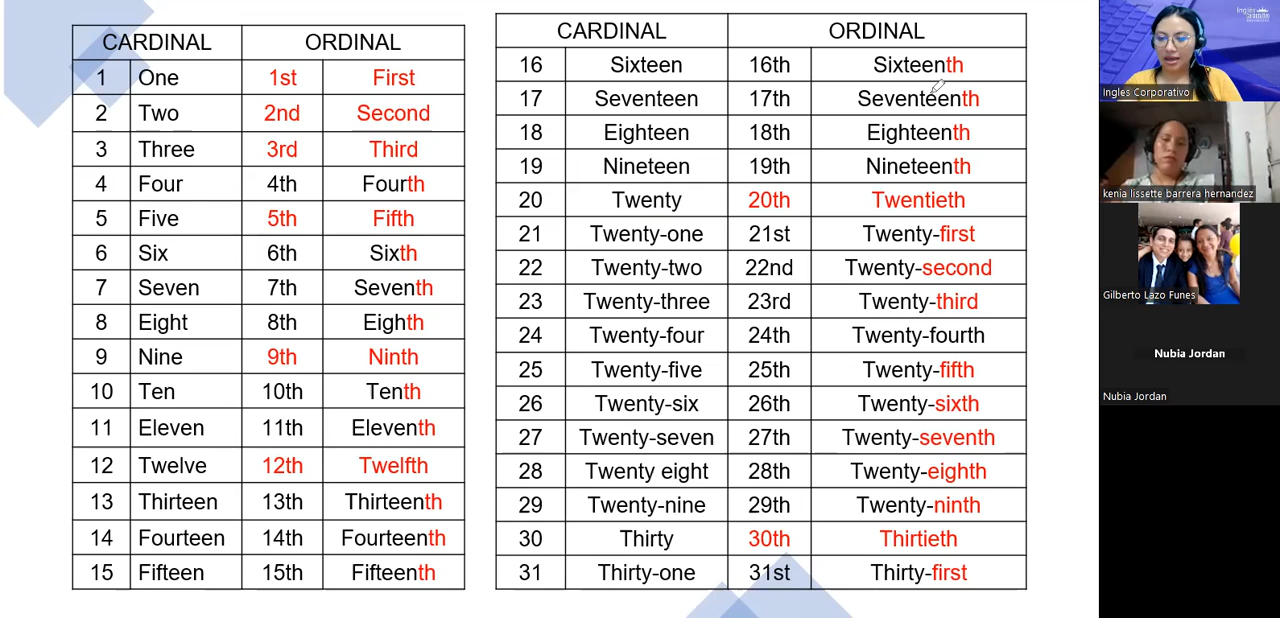 CARDINAL ORDINAL
1 One 1st First
2 Two 2nd Second
3 Three 3rd Third
4 Four 4th Fourth
5 Five 5th Fifth
6 Six 6th Sixth
7 Seven 7th Seventh
8 Eight 8th Eighth
9 Nine 9th Ninth
10 Ten 10th Tenth
11 Eleven 11th Eleventh
12 Twelve 12th Twelfth
13 Thirteen 13th Thirteenth
14 Fourteen 14th Fourteenth
15 Fifteen 15th Fifteenth
CARDINAL ORDINAL
16 Sixteen 16th Sixteenth
17 Seventeen 17th Seventeenth
18 Eighteen 18th Eighteenth
19 Nineteen 19th Nineteenth
20 Twenty 20th Twentieth
21 Twenty-one 21st Twenty-first
22 Twenty-two 22nd Twenty-second
23 Twenty-three 23rd Twenty-third
24 Twenty-four 24th Twenty-fourth
25 Twenty-five 25th Twenty-fifth
26 Twenty-six 26th Twenty-sixth
27 Twenty-seven 27th Twenty-seventh
28 Twenty eight 28th Twenty-eighth
29 Twenty-nine 29th Twenty-ninth
30 Thirty 30th Thirtieth
31 Thirty-one 31st Thirty-first
Ingles
Ingles Corporativo
kenia lissette barrera hernandez
Gilberto Lazo Funes
Nubia Jordan
Nubia Jordan